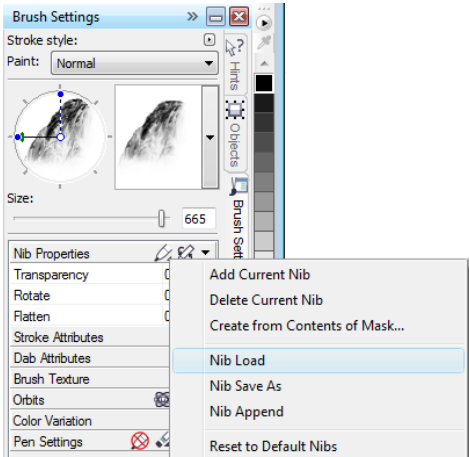 Brush Settings »
Stroke style:
Paint: Normal
Size:
665
Nib Properties
Transparency
Rotate
Flatten
Stroke Attributes
Dab Attributes
Brush Texture
Orbits
Color Variation
Pen Settings
Add Current Nib
Delete Current Nib
Create from Contents of Mask...
Nib Load
Nib Save As
Nib Append
Reset to Default Nibs
Hints
Objects
Brush Sett